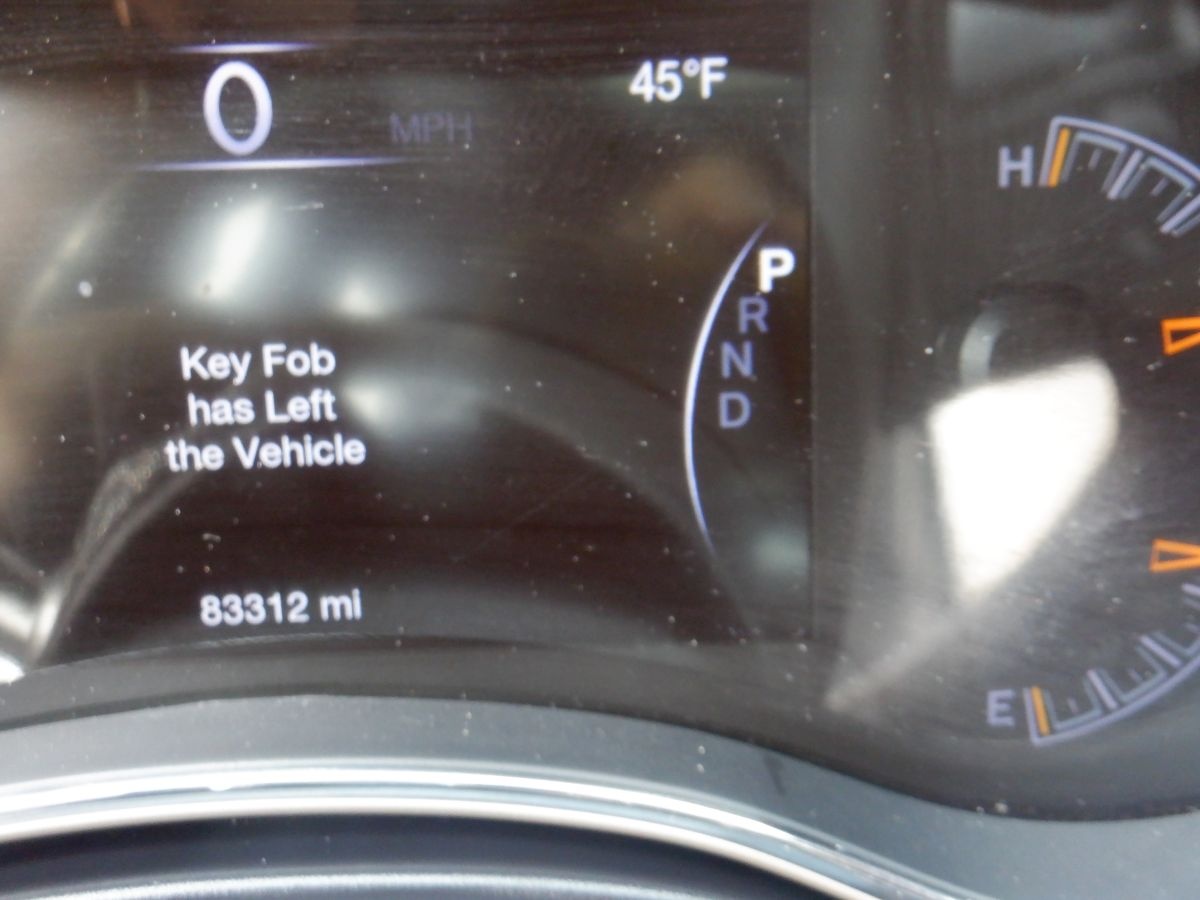 0
MPH
45°F
H
P
R
N
D
Key Fob
has Left
the Vehicle
83312 mi
E